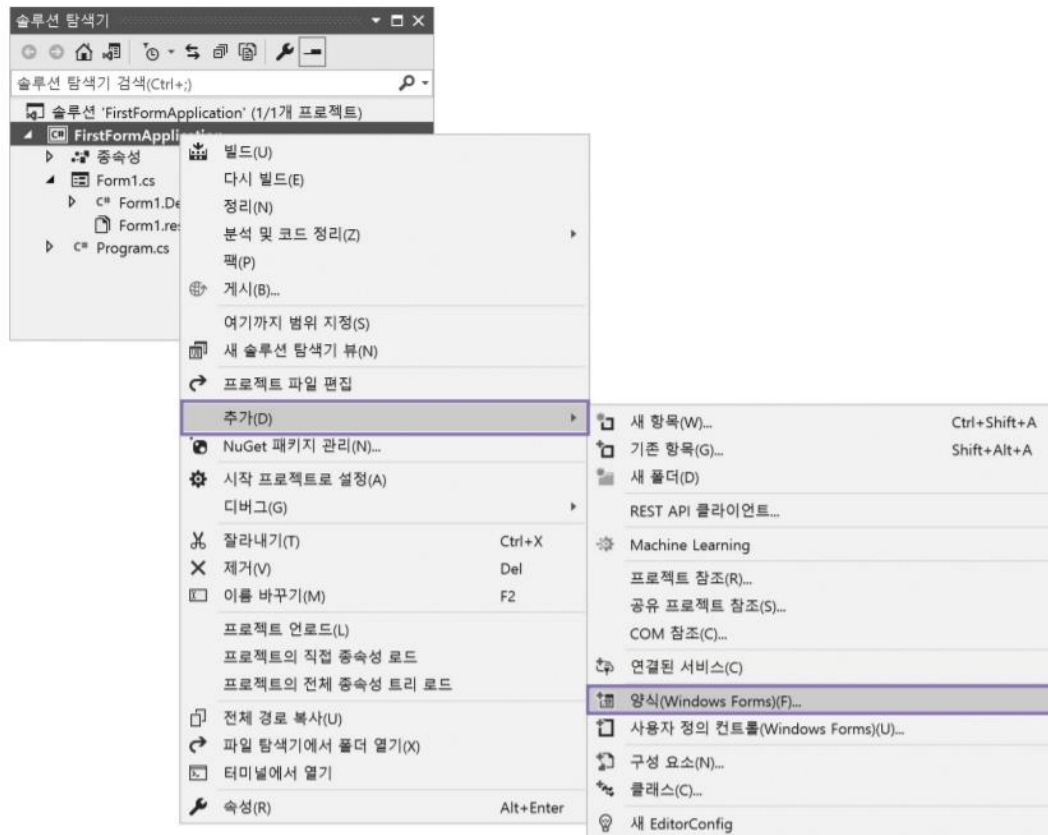 솔루션 탐색기
솔루션 탐색기 검색(Ctrl+;)
솔루션 'FirstFormApplication' (1/1개 프로젝트)
FirstFormApplication
종속성
Form1.cs
C# Form1.De
Form1.res
C# Program.cs
빌드(U)
다시 빌드(E)
정리(N)
분석 및 코드 정리(Z)
팩(P)
게시(B)...
여기까지 범위 지정(S)
새 솔루션 탐색기 뷰(N)
프로젝트 파일 편집
추가(D)
NuGet 패키지 관리(N)...
시작 프로젝트로 설정(A)
디버그(G)
잘라내기(T) Ctrl+X
제거(V) Del
이름 바꾸기(M) F2
프로젝트 언로드(L)
프로젝트의 직접 종속성 로드
프로젝트의 전체 종속성 트리 로드
전체 경로 복사(U)
파일 탐색기에서 폴더 열기(X)
터미널에서 열기
속성(R) Alt+Enter
새 항목(W)... Ctrl+Shift+A
기존 항목(G)... Shift+Alt+A
새 폴더(D)
REST API 클라이언트...
Machine Learning
프로젝트 참조(R)...
공유 프로젝트 참조(S)...
COM 참조(C)...
연결된 서비스(C)
양식(Windows Forms)(F)...
사용자 정의 컨트롤(Windows Forms)(U)...
구성 요소(N)...
클래스(C)...
새 EditorConfig